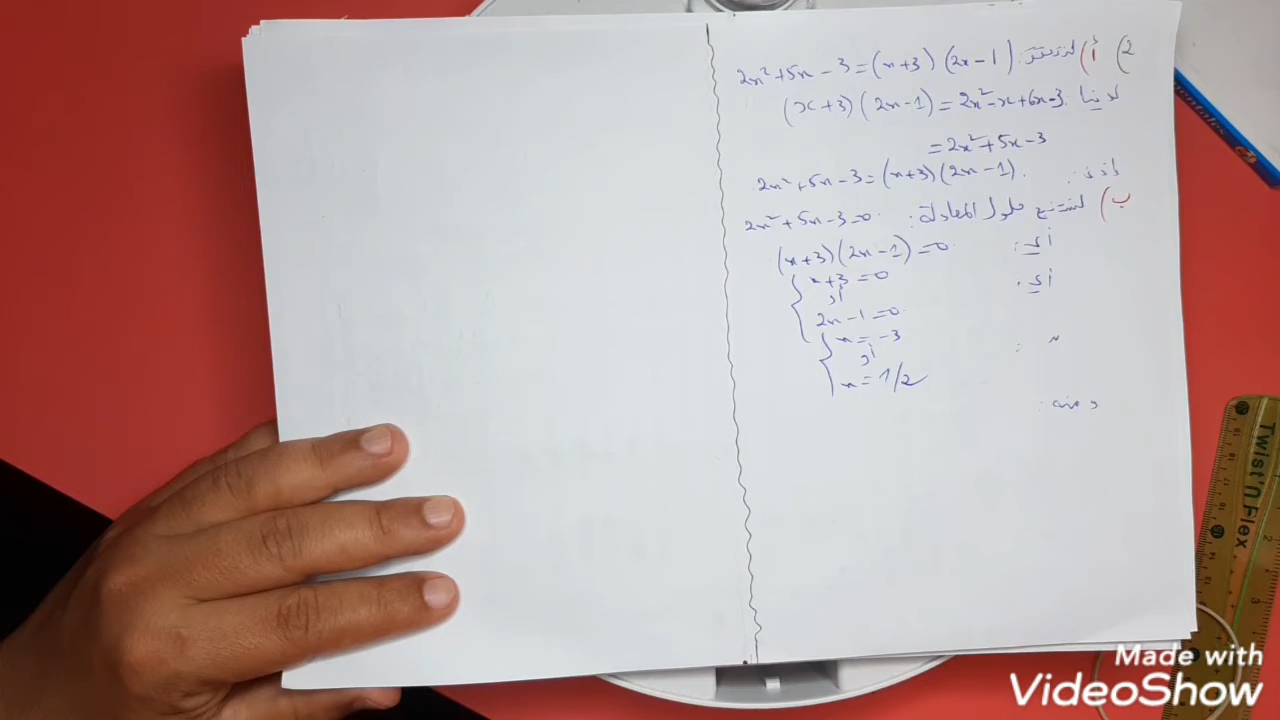 2) أ) لنتحقق: 2x²+5x-3=(x+3)(2x-1)
لدينا: (x+3)(2x-1)=2x²-x+6x-3
=2x²+5x-3
إذن: 2x²+5x-3=(x+3)(2x-1).
ب) لنستنتج حلول المعادلة: 2x²+5x-3=0
أي: (x+3)(2x-1)=0
أي: { x+3=0
أو
2x-1=0
" : { x=-3
أو
x=1/2
ومنه:
Twist'n Flex
Made with
VideoShow